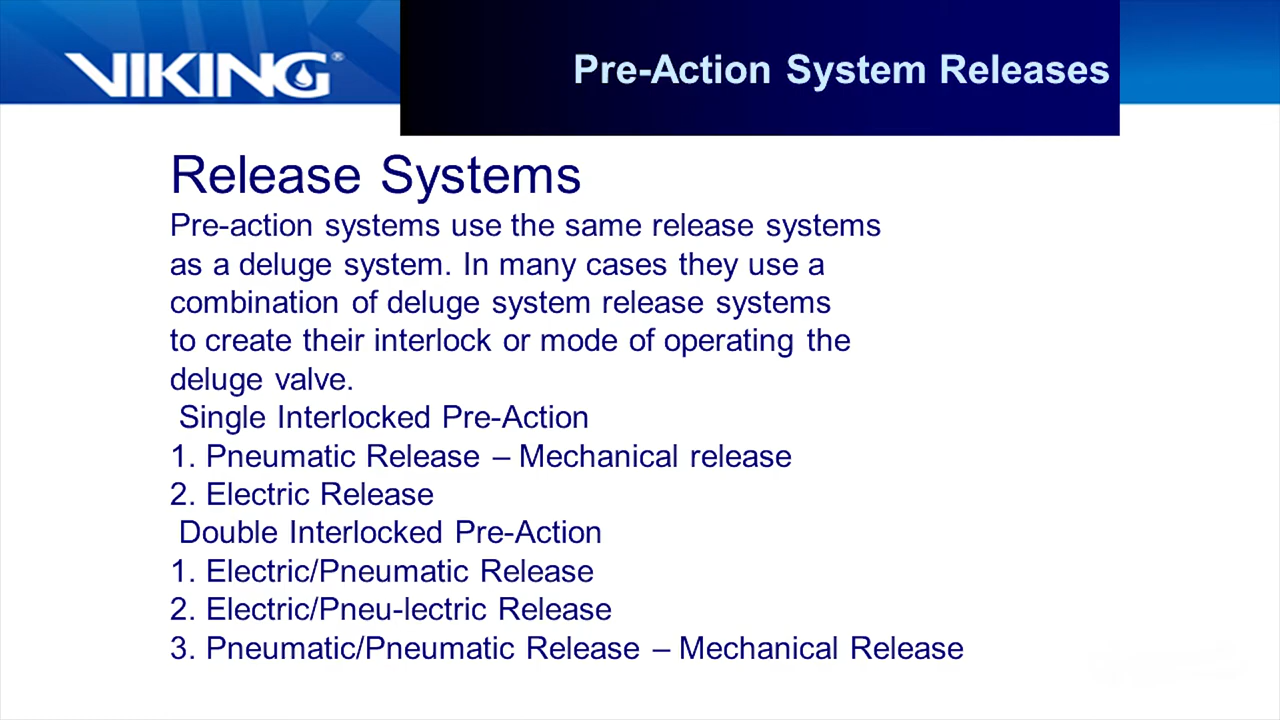 VIKING®
Pre-Action System Releases
Release Systems
Pre-action systems use the same release systems
as a deluge system. In many cases they use a
combination of deluge system release systems
to create their interlock or mode of operating the
deluge valve.
Single Interlocked Pre-Action
1. Pneumatic Release – Mechanical release
2. Electric Release
Double Interlocked Pre-Action
1. Electric/Pneumatic Release
2. Electric/Pneu-lectric Release
3. Pneumatic/Pneumatic Release – Mechanical Release